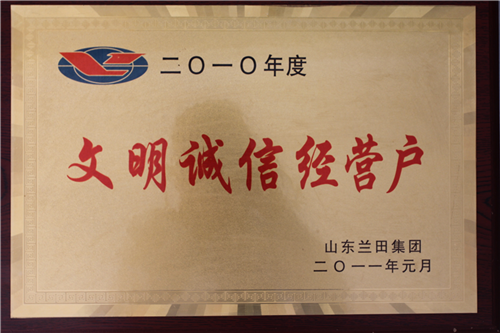 二〇一〇年度
文明诚信经营户
山东兰田集团
二〇一一年元月